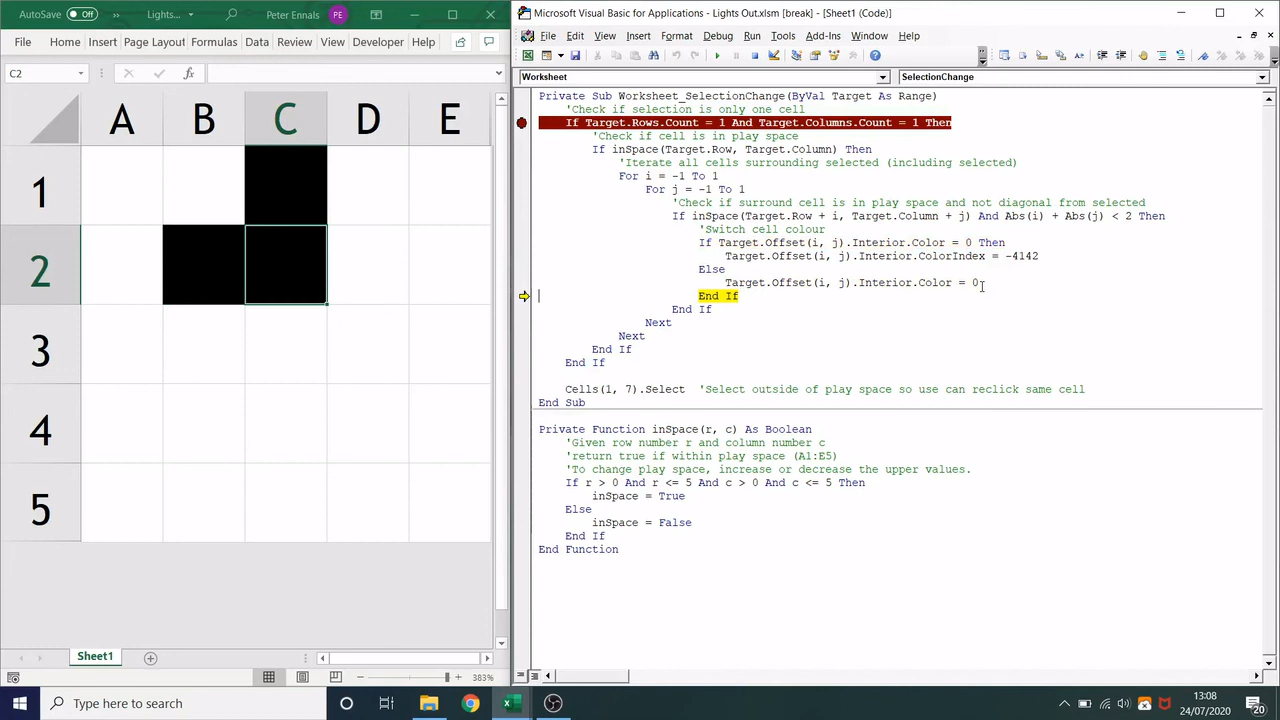 AutoSave Off Lights... Peter Ennals PE
File Home Insert Page Layout Formulas Data Review View Developer Help
C2 fx
A B C D E
1
2
3
4
5
Sheet1
383%
Microsoft Visual Basic for Applications - Lights Out.xlsm [break] - [Sheet1 (Code)]
File Edit View Insert Format Debug Run Tools Add-Ins Window Help
Worksheet SelectionChange
Private Sub Worksheet_SelectionChange(ByVal Target As Range)
'Check if selection is only one cell
If Target.Rows.Count = 1 And Target.Columns.Count = 1 Then
'Check if cell is in play space
If inSpace(Target.Row, Target.Column) Then
'Iterate all cells surrounding selected (including selected)
For i = -1 To 1
For j = -1 To 1
'Check if surround cell is in play space and not diagonal from selected
If inSpace(Target.Row + i, Target.Column + j) And Abs(i) + Abs(j) < 2 Then
'Switch cell colour
If Target.Offset(i, j).Interior.Color = 0 Then
Target.Offset(i, j).Interior.ColorIndex = -4142
Else
Target.Offset(i, j).Interior.Color = 0
End If
End If
Next
Next
End If
End If
Cells(1, 7).Select 'Select outside of play space so use can reclick same cell
End Sub
Private Function inSpace(r, c) As Boolean
'Given row number r and column number c
'return true if within play space (A1:E5)
'To change play space, increase or decrease the upper values.
If r > 0 And r <= 5 And c > 0 And c <= 5 Then
inSpace = True
Else
inSpace = False
End If
End Function
Type here to search
13:08
24/07/2020
20